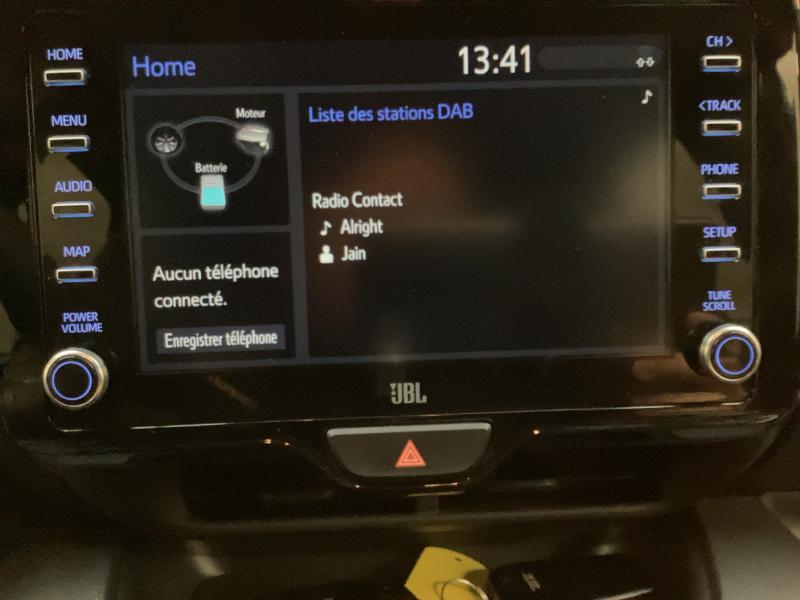 HOME
MENU
AUDIO
MAP
POWER
VOLUME
Home
13:41
Moteur
Batterie
Aucun téléphone
connecté.
Enregistrer téléphone
Liste des stations DAB
Radio Contact
Alright
Jain
CH >
< TRACK
PHONE
SETUP
TUNE
SCROLL
JBL